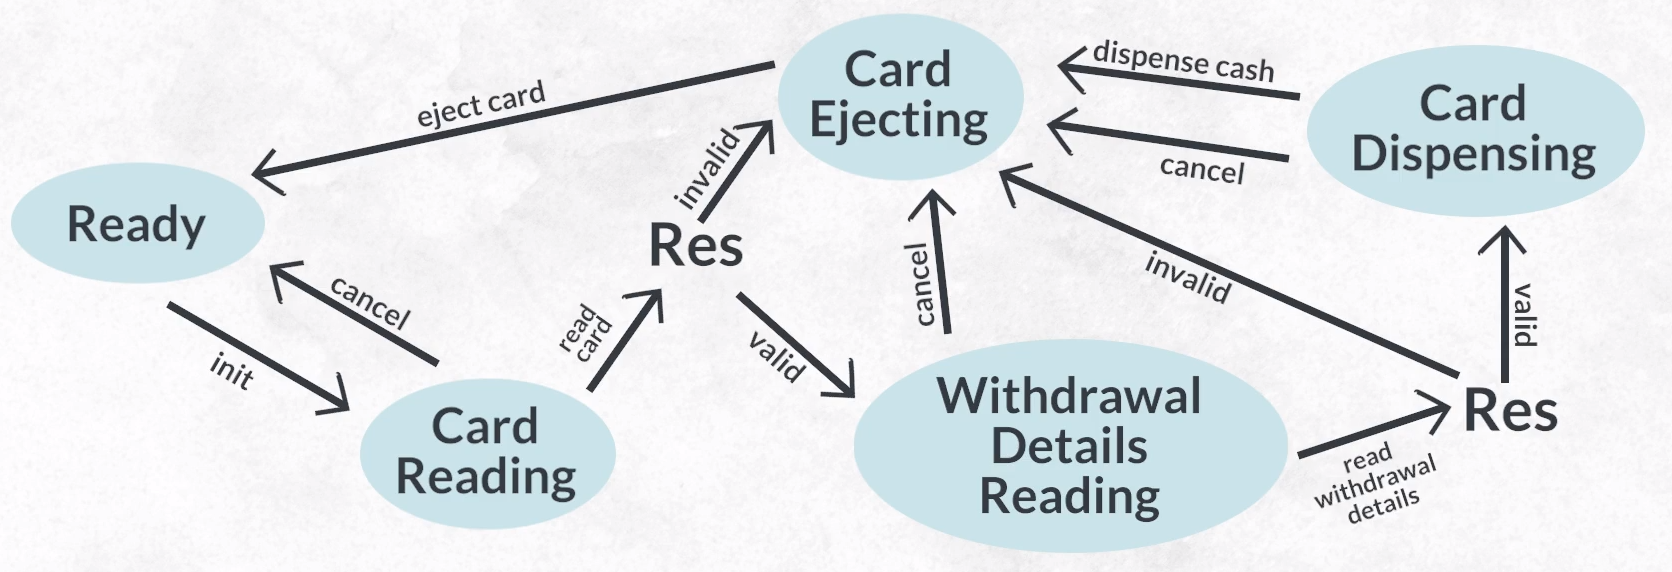 Card
Ejecting
dispense cash
Card
Dispensing
eject card
cancel
invalid
Ready
Res
cancel
cancel
invalid
valid
init
read
card
valid
Card
Reading
Withdrawal
Details
Reading
Res
read
withdrawal
details